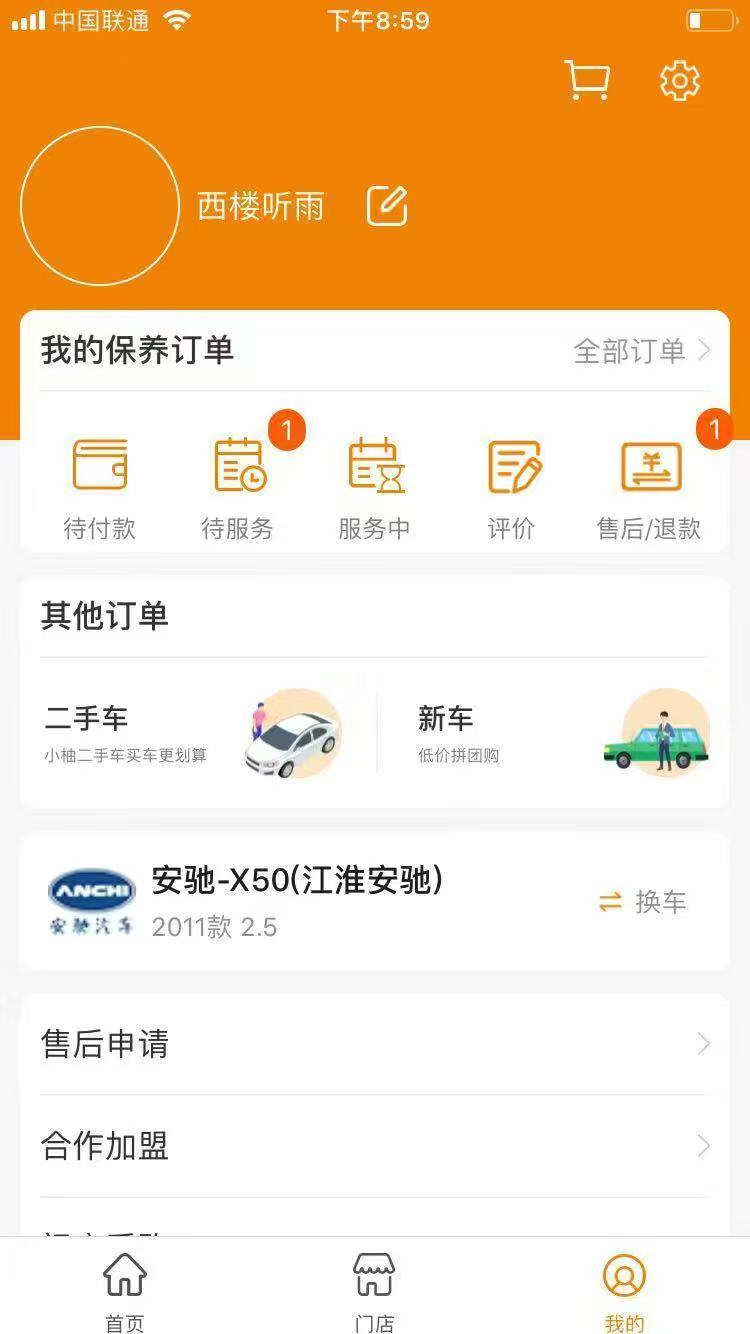 中国联通 下午8:59
西楼听雨
我的保养订单 全部订单
1 1
待付款 待服务 服务中 评价 售后/退款
其他订单
二手车 新车
小柚二手车买车更划算 低价拼团购
ANCHI
安驰汽车
安驰-X50(江淮安驰)
2011款 2.5
换车
售后申请
合作加盟
首页 门店 我的